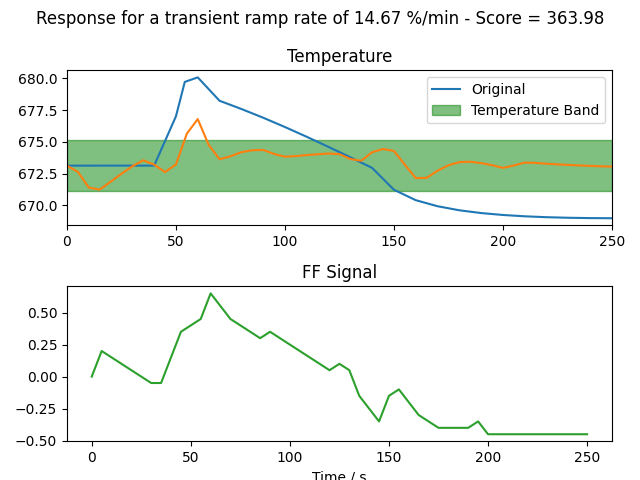 Response for a transient ramp rate of 14.67 %/min - Score = 363.98
Temperature
680.0
677.5
675.0
672.5
670.0
Original
Temperature Band
0 50 100 150 200 250
FF Signal
0.50
0.25
0.00
−0.25
−0.50
0 50 100 150 200 250
Time / s